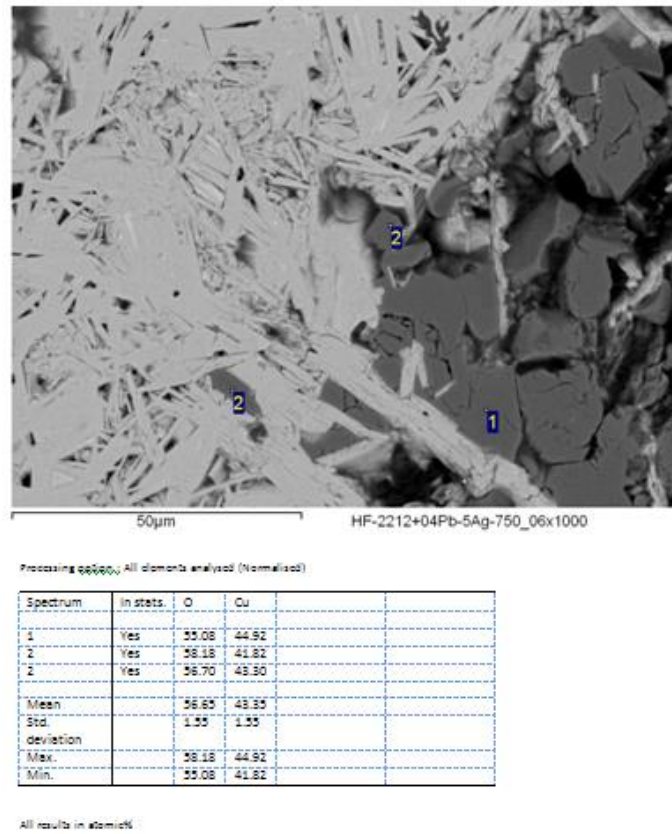 2
2
1
50µm HF-2212+04Pb-5Ag-750_06x1000
Processing option : All elements analysed (Normalised)
Spectrum In stats. O Cu
1 Yes 55.08 44.92
2 Yes 58.18 41.82
2 Yes 56.70 43.30
Mean 56.65 43.35
Std. 1.55 1.55
deviation
Max. 58.18 44.92
Min. 55.08 41.82
All results in atomic%